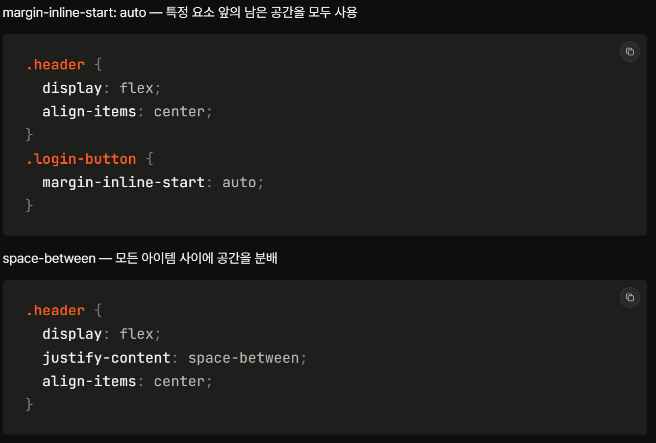 margin-inline-start: auto — 특정 요소 앞의 남은 공간을 모두 사용
.header {
  display: flex;
  align-items: center;
}
.login-button {
  margin-inline-start: auto;
}
space-between — 모든 아이템 사이에 공간을 분배
.header {
  display: flex;
  justify-content: space-between;
  align-items: center;
}